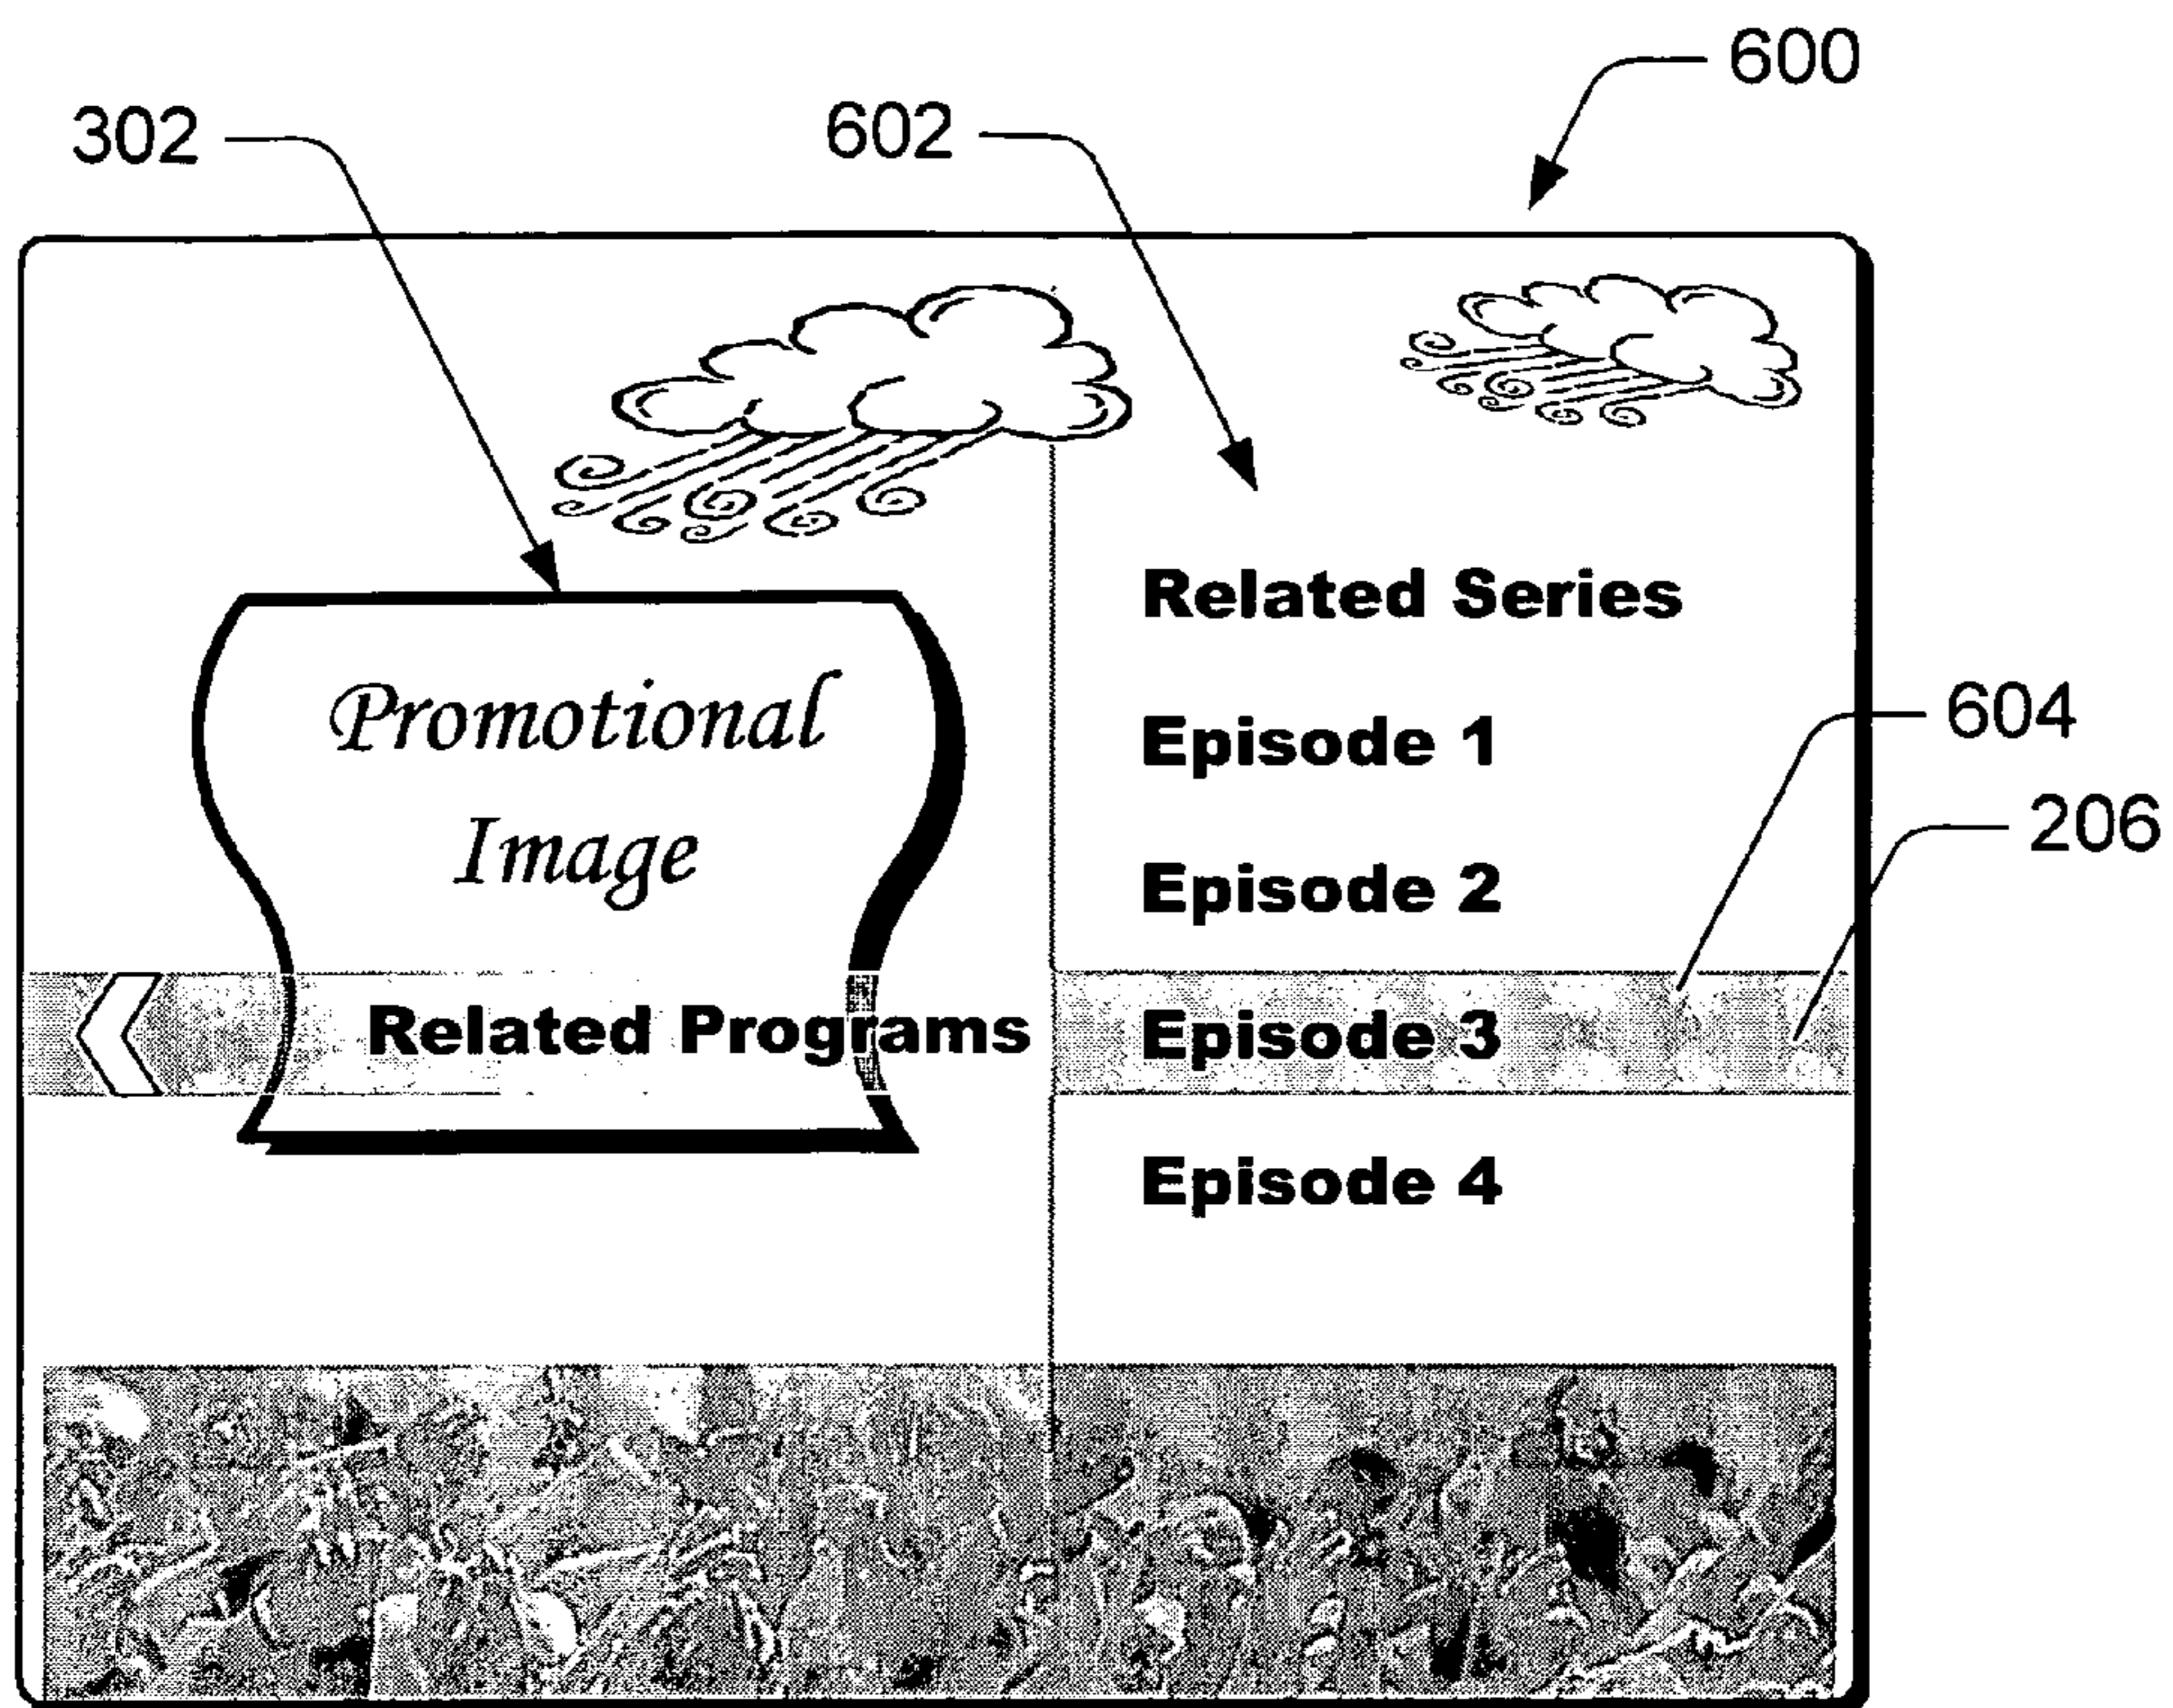 600
302
602
Related Series
Promotional
Image
Episode 1
604
206
Episode 2
Related Programs
Episode 3
Episode 4